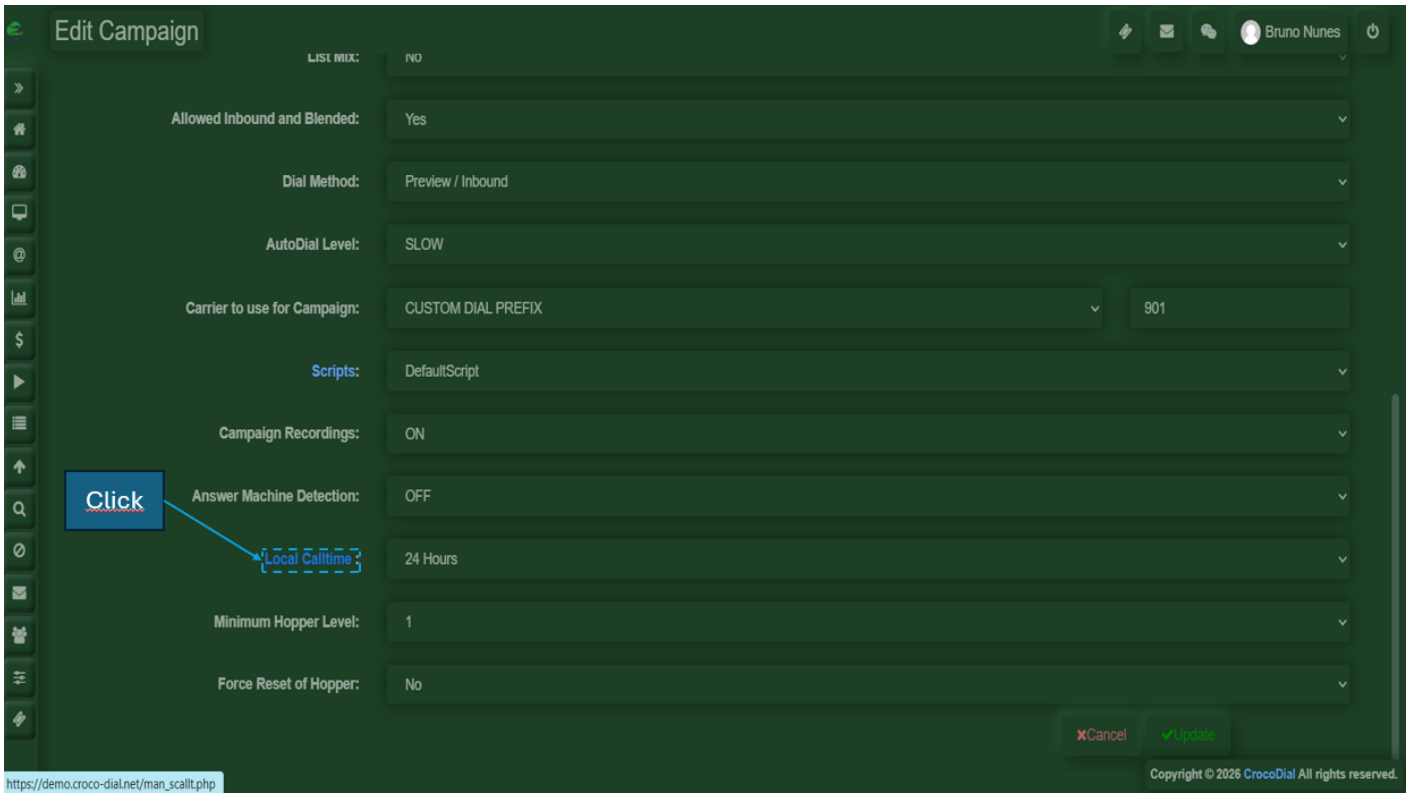 Edit Campaign
Bruno Nunes
List Mix: No
Allowed Inbound and Blended: Yes
Dial Method: Preview / Inbound
AutoDial Level: SLOW
Carrier to use for Campaign: CUSTOM DIAL PREFIX 901
Scripts: DefaultScript
Campaign Recordings: ON
Click
Answer Machine Detection: OFF
Local Calltime : 24 Hours
Minimum Hopper Level: 1
Force Reset of Hopper: No
Cancel Update
Copyright © 2026 CrocoDial All rights reserved.
https://demo.croco-dial.net/man_scallt.php